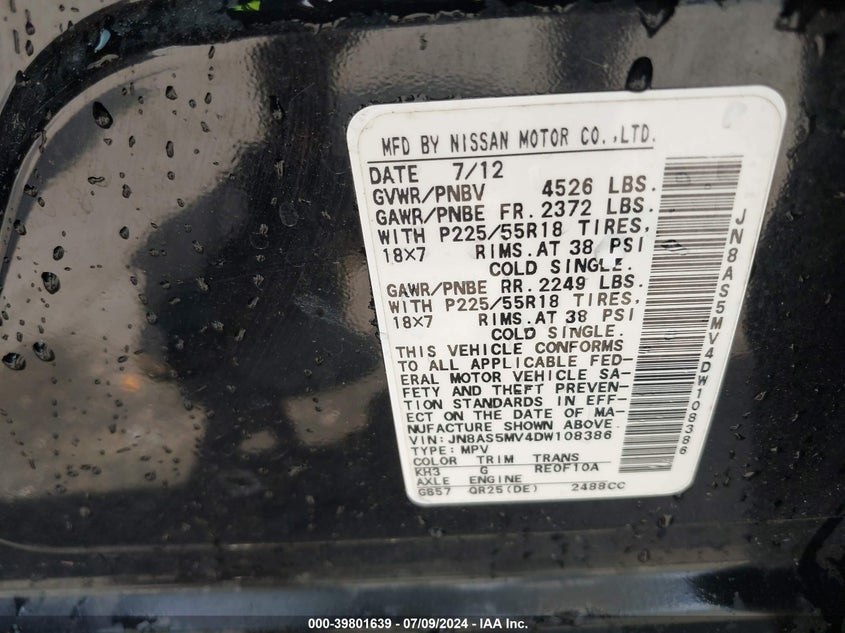 MFD BY NISSAN MOTOR CO.,LTD.
DATE 7/12
GVWR/PNBV 4526 LBS.
GAWR/PNBE FR. 2372 LBS.
WITH P225/55R18 TIRES,
18X7 RIMS.AT 38 PSI
COLD SINGLE.
GAWR/PNBE RR. 2249 LBS.
WITH P225/55R18 TIRES,
18X7 RIMS.AT 38 PSI
COLD SINGLE.
THIS VEHICLE CONFORMS
TO ALL APPLICABLE FED-
ERAL MOTOR VEHICLE SA-
FETY AND THEFT PREVEN-
TION STANDARDS IN EFF-
ECT ON THE DATE OF MA-
NUFACTURE SHOWN ABOVE.
VIN: JN8AS5MV4DW108386
TYPE: MPV
COLOR TRIM TRANS
KH3 G RE0F10A
AXLE ENGINE
GB57 QR25(DE) 2488CC
JN8AS5MV4DW108386
000-39801639 - 07/09/2024 - IAA Inc.